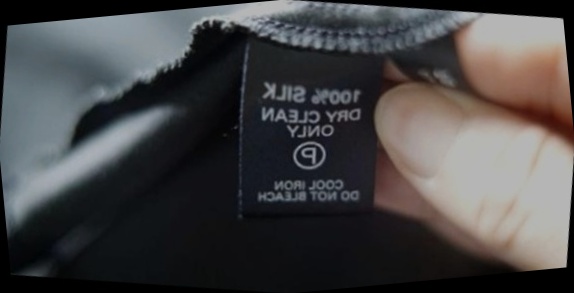 100% SILK
DRY CLEAN
ONLY
P
COOL IRON
DO NOT BLEACH